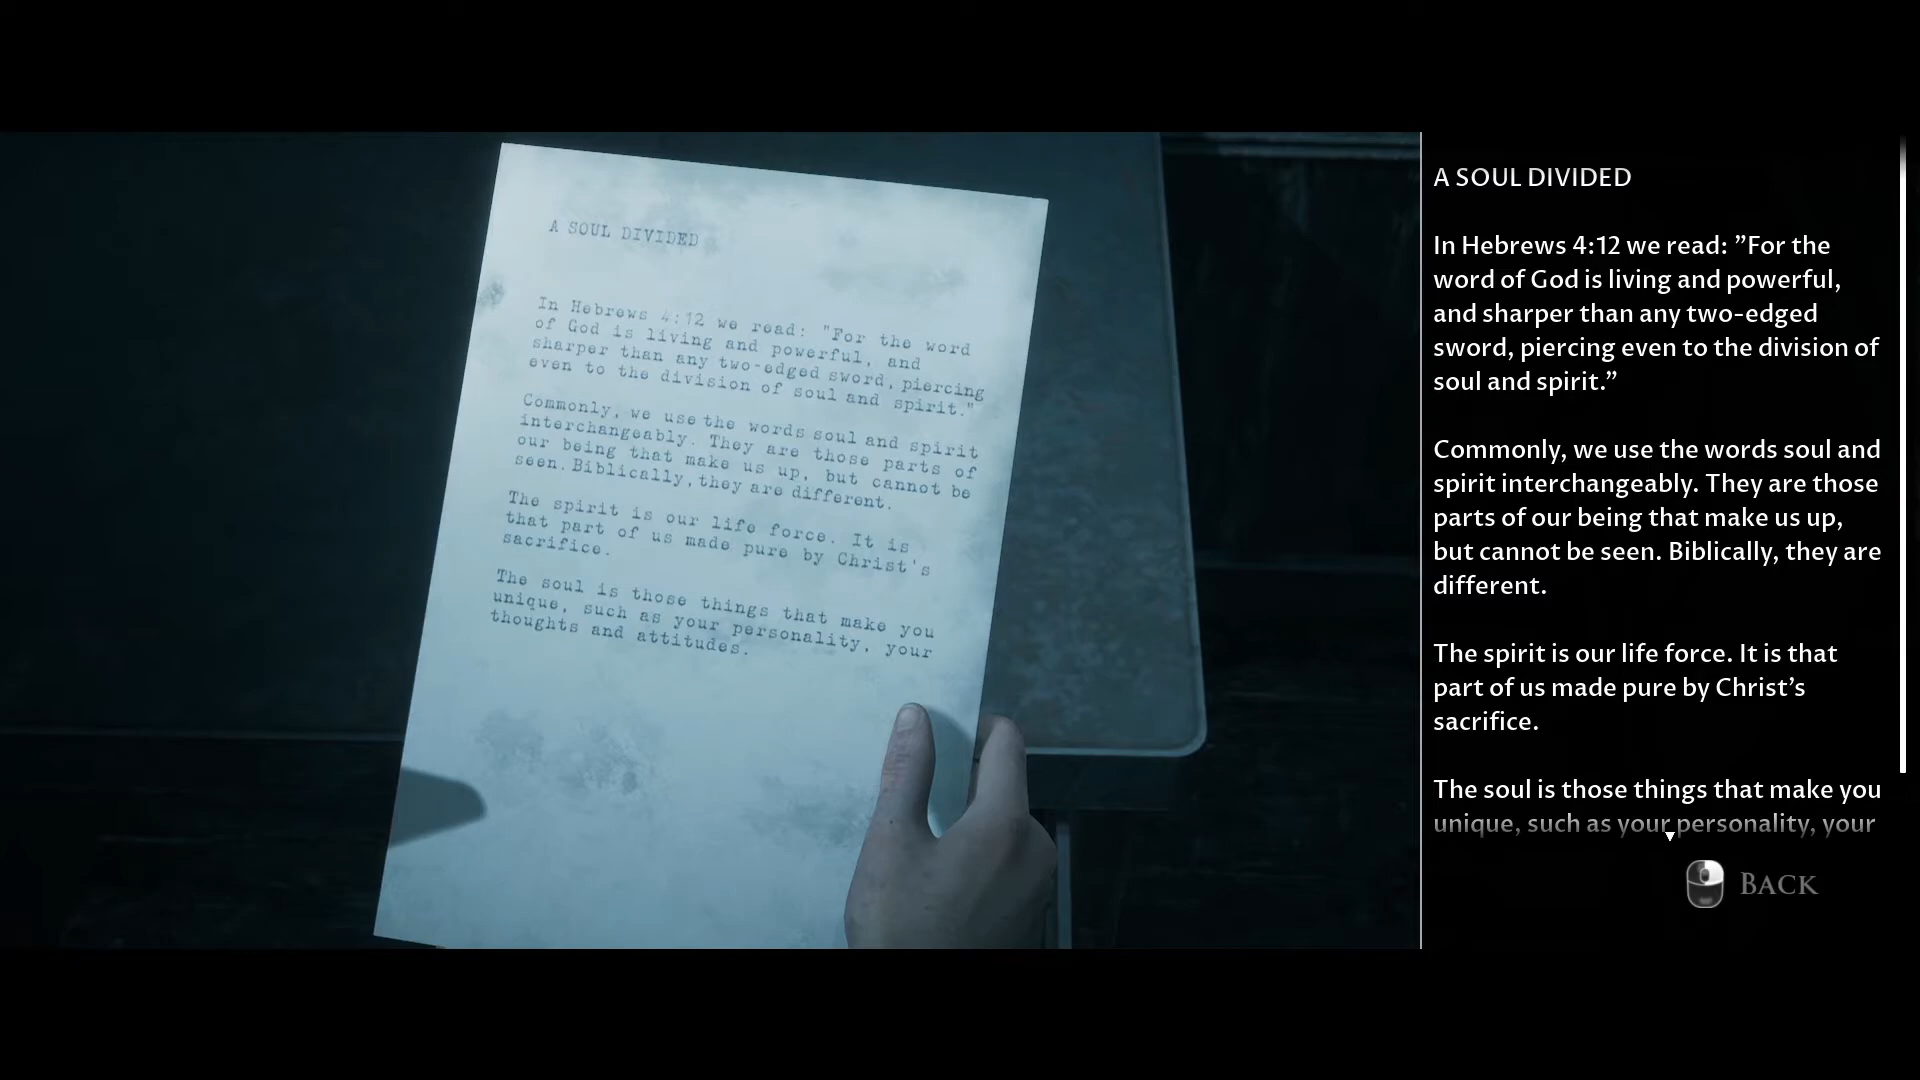 A SOUL DIVIDED
In Hebrews 4:12 we read: "For the word
of God is living and powerful, and
sharper than any two-edged sword, piercing
even to the division of soul and spirit."
Commonly, we use the words soul and spirit
interchangeably. They are those parts of
our being that make us up, but cannot be
seen. Biblically, they are different.
The spirit is our life force. It is
that part of us made pure by Christ's
sacrifice.
The soul is those things that make you
unique, such as your personality, your
thoughts and attitudes.
A SOUL DIVIDED
In Hebrews 4:12 we read: ”For the
word of God is living and powerful,
and sharper than any two-edged
sword, piercing even to the division of
soul and spirit.”
Commonly, we use the words soul and
spirit interchangeably. They are those
parts of our being that make us up,
but cannot be seen. Biblically, they are
different.
The spirit is our life force. It is that
part of us made pure by Christ’s
sacrifice.
The soul is those things that make you
unique, such as your personality, your
BACK